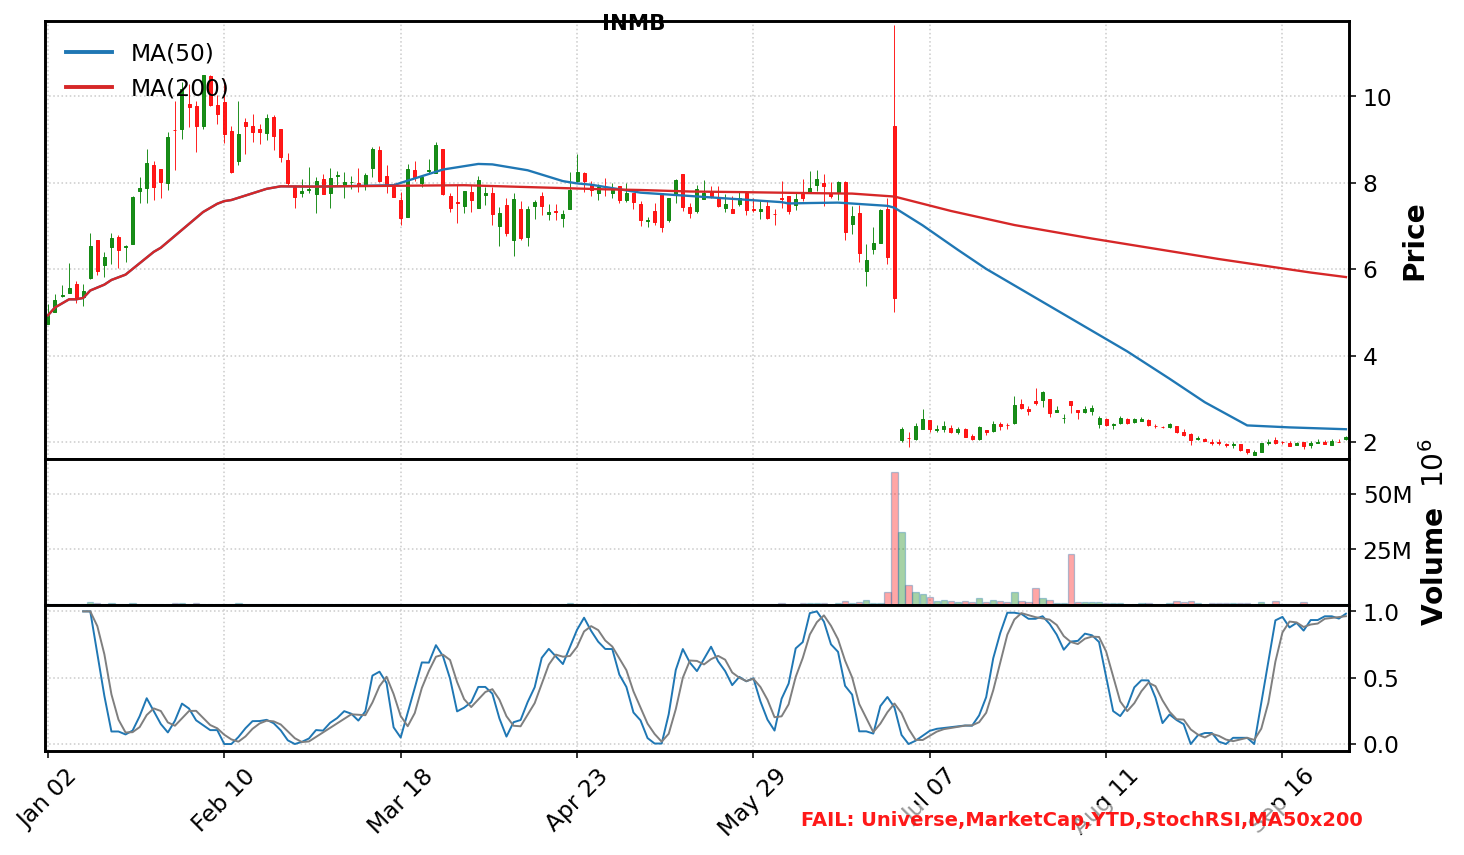 INMB
MA(50)
MA(200)
10
8
6
4
2
Price
50M
25M
Volume 10^6
1.0
0.5
0.0
Jan 02
Feb 10
Mar 18
Apr 23
May 29
Jul 07
Aug 11
Sep 16
FAIL: Universe,MarketCap,YTD,StochRSI,MA50x200